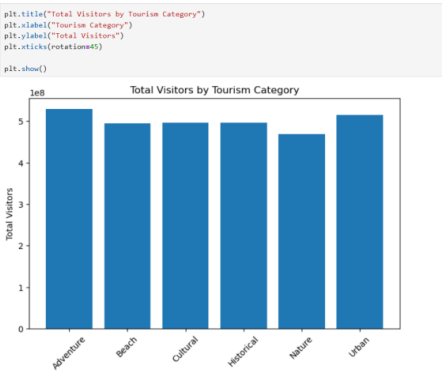 plt.title("Total Visitors by Tourism Category")
plt.xlabel("Tourism Category")
plt.ylabel("Total Visitors")
plt.xticks(rotation=45)
plt.show()
Total Visitors by Tourism Category
1e8
5
4
3
2
1
0
Total Visitors
Adventure
Beach
Cultural
Historical
Nature
Urban